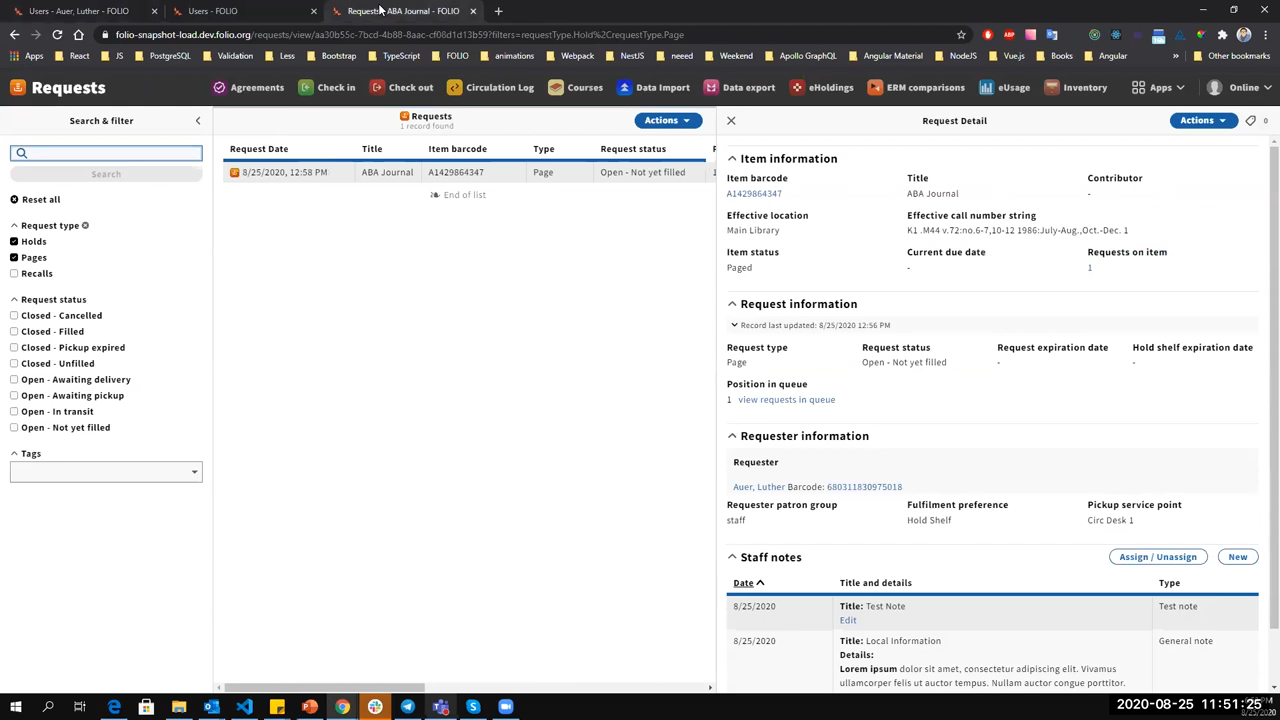 Users - Auer, Luther - FOLIO
Users - FOLIO
Requests - ABA Journal - FOLIO
folio-snapshot-load.dev.folio.org/requests/view/aa30b55c-7bcd-4b88-8aac-cf08d1d13b59?filters=requestType.Hold%2CrequestType.Page
Apps React JS PostgreSTK Validation Less Bootstrap TypeScript FOLIO animations webpack NestJS Docker Angular Angular Material NodeJS GraphQL Chrome Angular Universal » Other bookmarks
Requests Agreements Check in Check out Circulation Log Courses Data Import Data export eHoldings ERM comparisons eUsage Inventory Apps Online
Search & filter
Search
Reset all
Request type
Holds
Pages
Recalls
Request status
Closed - Cancelled
Closed - Filled
Closed - Pickup expired
Closed - Unfilled
Open - Awaiting delivery
Open - Awaiting pickup
Open - In transit
Open - Not yet filled
Tags
Requests
1 record found
Actions
Request Date Title Item barcode Type Request status
8/25/2020, 12:58 PM ABA Journal A1429864347 Page Open - Not yet filled
End of list
Request Detail
Actions
0
Item information
Item barcode Title Contributor
A1429864347 ABA Journal -
Effective location Effective call number string
Main Library K1 .M44 v.72:no.6-7,10-12 1986:July-Aug.,Oct.-Dec. 1
Item status Current due date Requests on item
Paged - 1
Request information
Record last updated: 8/25/2020 12:56 PM
Request type Request status Request expiration date Hold shelf expiration date
Page Open - Not yet filled - -
Position in queue
1 view requests in queue
Requester information
Requester
Auer, Luther Barcode: 680311830975018
Requester patron group Fulfilment preference Pickup service point
staff Hold Shelf Circ Desk 1
Staff notes
Assign / Unassign New
Date Title and details Type
8/25/2020 Title: Test Note Test note
Edit
8/25/2020 Title: Local Information General note
Details:
Lorem ipsum dolor sit amet, consectetur adipiscing elit. Vivamus
ullamcorper felis ut auctor tempus. Nullam auctor congue porttitor.
2020-08-25 11:51:25